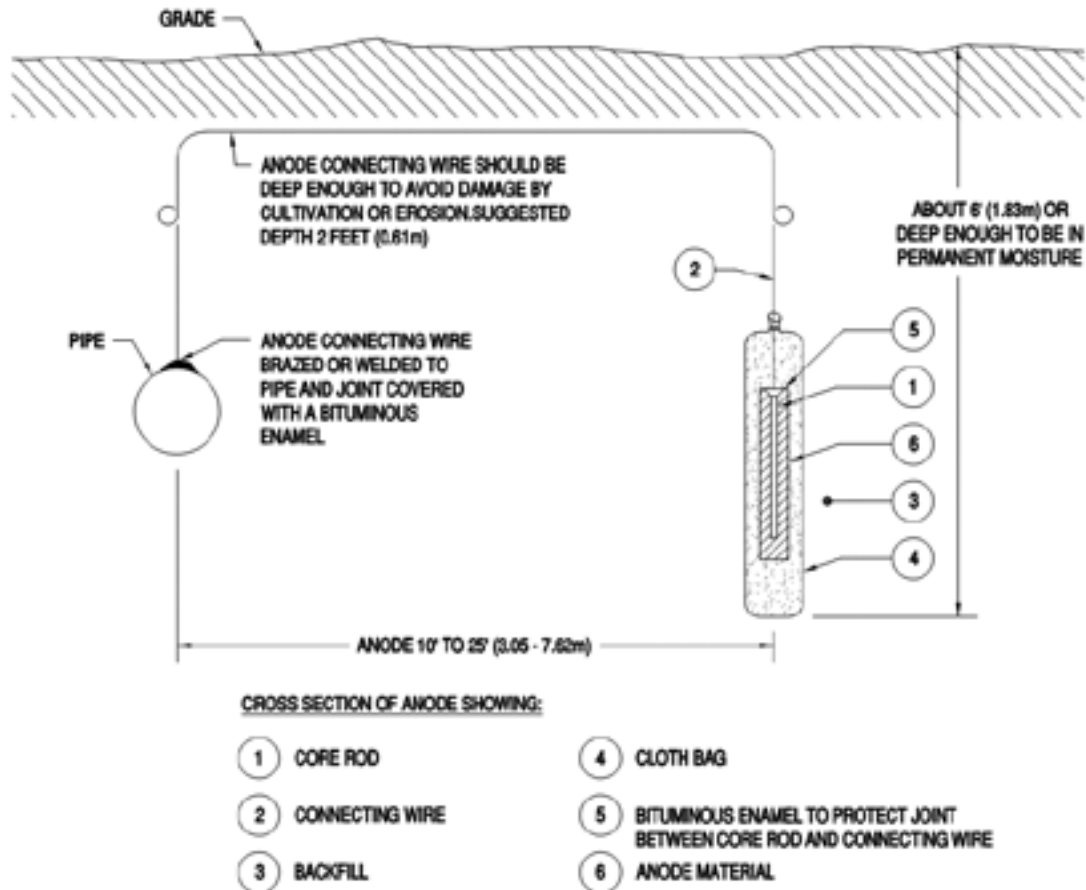 GRADE
ANODE CONNECTING WIRE SHOULD BE
DEEP ENOUGH TO AVOID DAMAGE BY
CULTIVATION OR EROSION.SUGGESTED
DEPTH 2 FEET (0.61m)
ABOUT 6' (1.83m) OR
DEEP ENOUGH TO BE IN
PERMANENT MOISTURE
2
PIPE
ANODE CONNECTING WIRE
BRAZED OR WELDED TO
PIPE AND JOINT COVERED
WITH A BITUMINOUS
ENAMEL
5
1
6
3
4
ANODE 10' TO 25' (3.05 - 7.62m)
CROSS SECTION OF ANODE SHOWING:
1 CORE ROD
2 CONNECTING WIRE
3 BACKFILL
4 CLOTH BAG
5 BITUMINOUS ENAMEL TO PROTECT JOINT
BETWEEN CORE ROD AND CONNECTING WIRE
6 ANODE MATERIAL